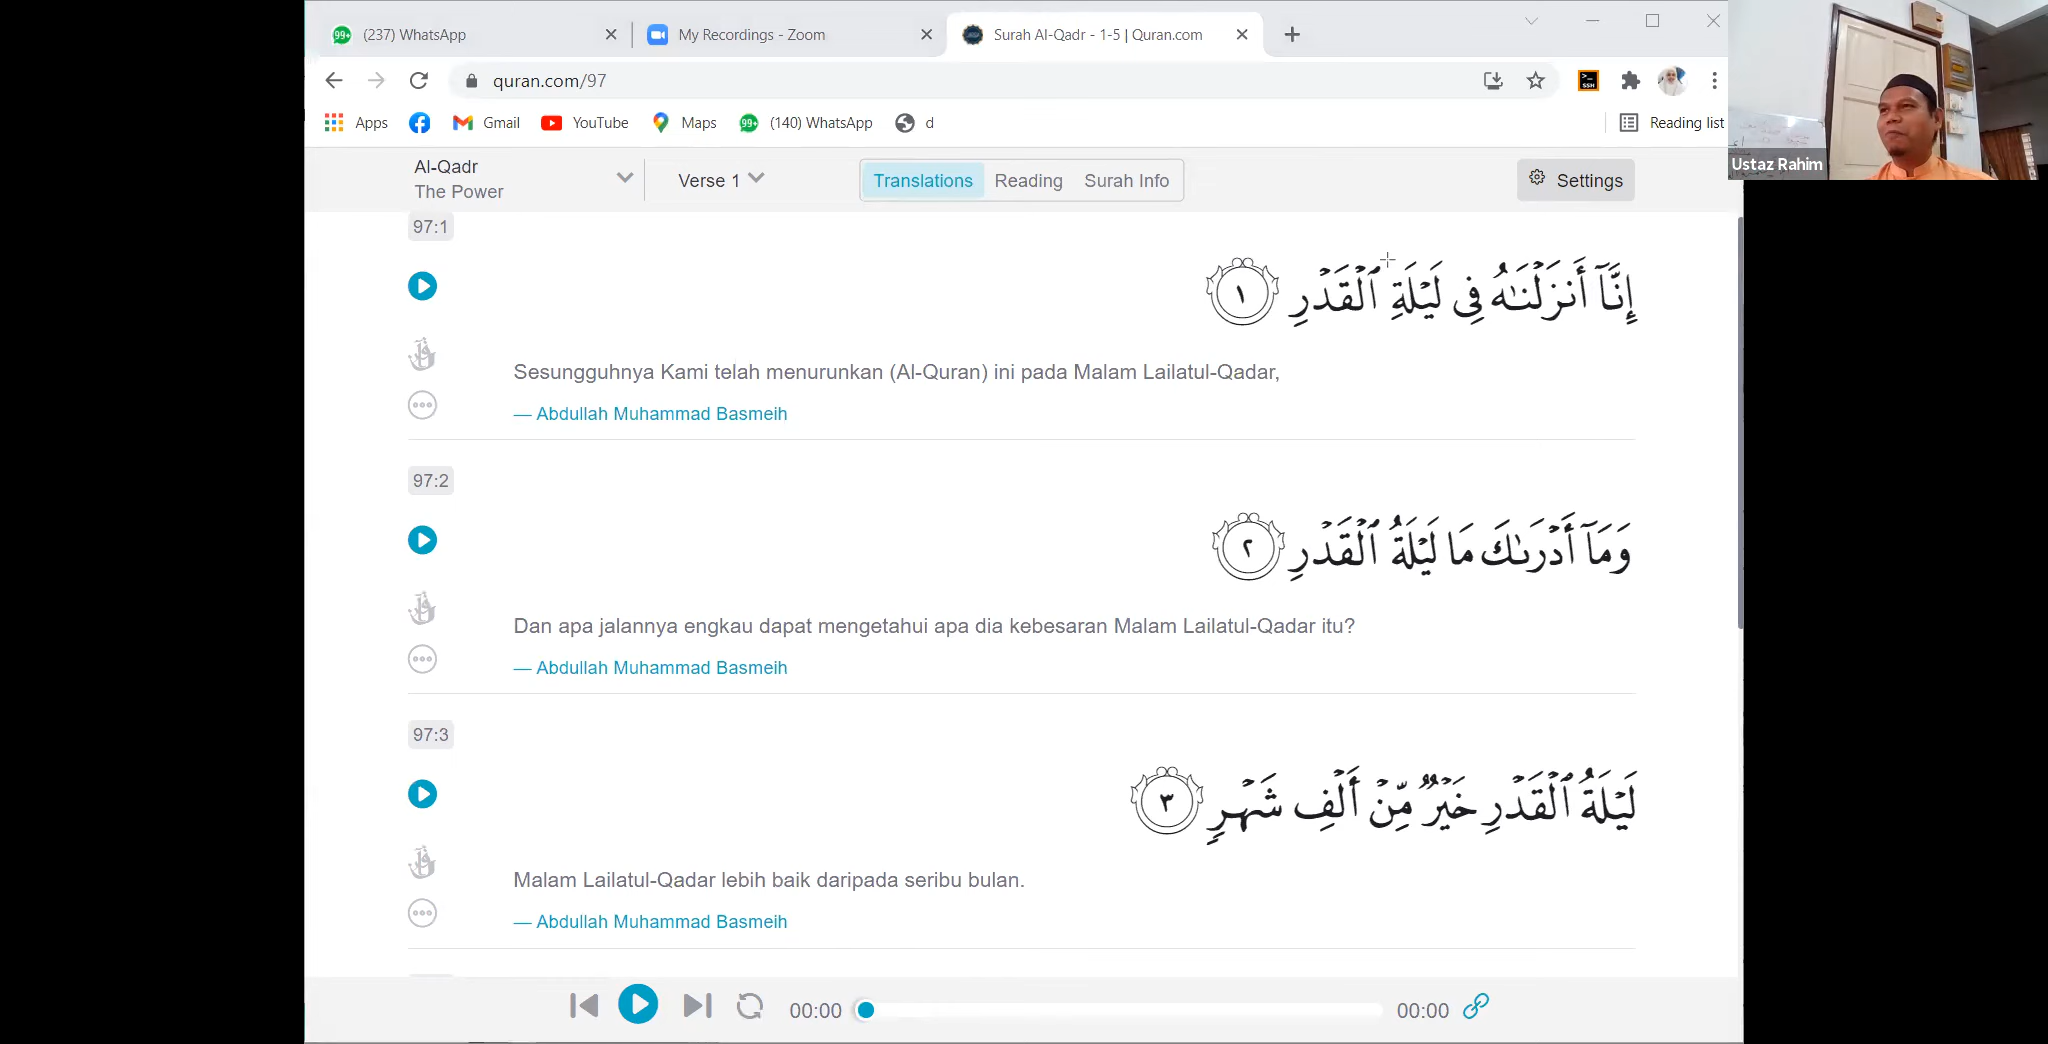 (237) WhatsApp
My Recordings - Zoom
Surah Al-Qadr - 1-5 | Quran.com
quran.com/97
Apps
Gmail
YouTube
Maps
99+
(140) WhatsApp
d
Reading list
Ustaz Rahim
Al-Qadr
The Power
Verse 1
Translations
Reading
Surah Info
Settings
97:1
إِنَّآ أَنزَلْنَـٰهُ فِى لَيْلَةِ ٱلْقَدْرِ ١
Sesungguhnya Kami telah menurunkan (Al-Quran) ini pada Malam Lailatul-Qadar,
— Abdullah Muhammad Basmeih
97:2
وَمَآ أَدْرَىٰكَ مَا لَيْلَةُ ٱلْقَدْرِ ٢
Dan apa jalannya engkau dapat mengetahui apa dia kebesaran Malam Lailatul-Qadar itu?
— Abdullah Muhammad Basmeih
97:3
لَيْلَةُ ٱلْقَدْرِ خَيْرٌ مِّنْ أَلْفِ شَهْرٍ ٣
Malam Lailatul-Qadar lebih baik daripada seribu bulan.
— Abdullah Muhammad Basmeih
00:00
00:00